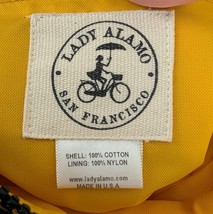 LADY ALAMO
SAN FRANCISCO
SHELL: 100% COTTON
LINING: 100% NYLON
www.ladyalamo.com
MADE IN U.S.A